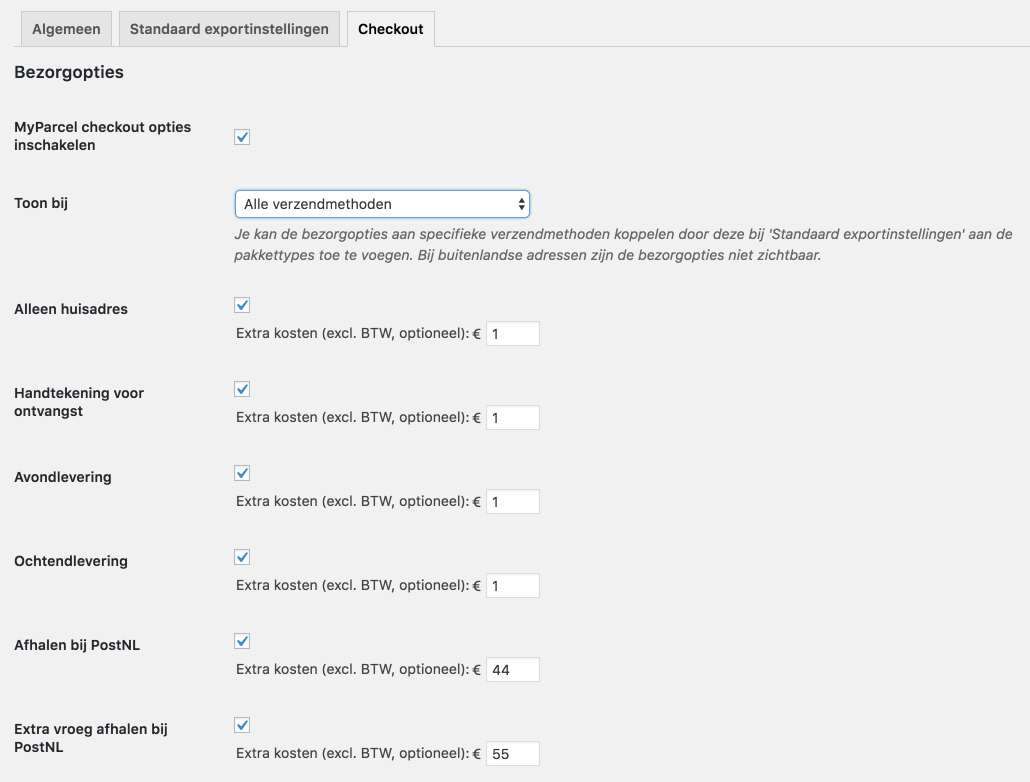 Algemeen Standaard exportinstellingen Checkout
Bezorgopties
MyParcel checkout opties
inschakelen
Toon bij Alle verzendmethoden
Je kan de bezorgopties aan specifieke verzendmethoden koppelen door deze bij 'Standaard exportinstellingen' aan de
pakkettypes toe te voegen. Bij buitenlandse adressen zijn de bezorgopties niet zichtbaar.
Alleen huisadres
Extra kosten (excl. BTW, optioneel): € 1
Handtekening voor
ontvangst
Extra kosten (excl. BTW, optioneel): € 1
Avondlevering
Extra kosten (excl. BTW, optioneel): € 1
Ochtendlevering
Extra kosten (excl. BTW, optioneel): € 1
Afhalen bij PostNL
Extra kosten (excl. BTW, optioneel): € 44
Extra vroeg afhalen bij
PostNL
Extra kosten (excl. BTW, optioneel): € 55